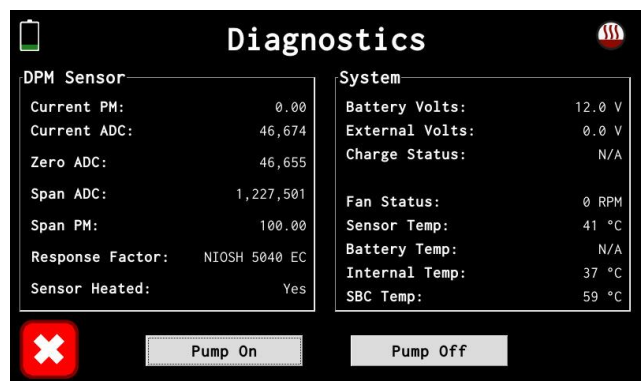 Diagnostics
DPM Sensor
Current PM: 0.00
Current ADC: 46,674
Zero ADC: 46,655
Span ADC: 1,227,501
Span PM: 100.00
Response Factor: NIOSH 5040 EC
Sensor Heated: Yes
System
Battery Volts: 12.0 V
External Volts: 0.0 V
Charge Status: N/A
Fan Status: 0 RPM
Sensor Temp: 41 °C
Battery Temp: N/A
Internal Temp: 37 °C
SBC Temp: 59 °C
Pump On
Pump Off